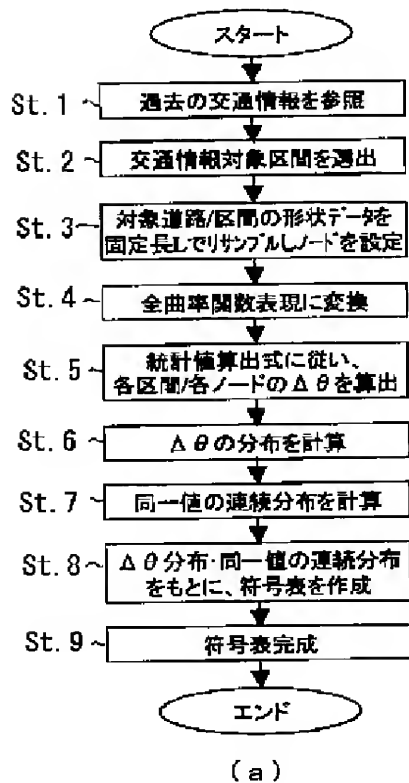 スタート
St. 1 過去の交通情報を参照
St. 2 交通情報対象区間を選出
St. 3 対象道路/区間の形状データを
固定長Lでリサンプルしノードを設定
St. 4 全曲率関数表現に変換
St. 5 統計値算出式に従い、
各区間/各ノードのΔθを算出
St. 6 Δθの分布を計算
St. 7 同一値の連続分布を計算
St. 8 Δθ分布・同一値の連続分布
をもとに、符号表を作成
St. 9 符号表完成
エンド
(a)